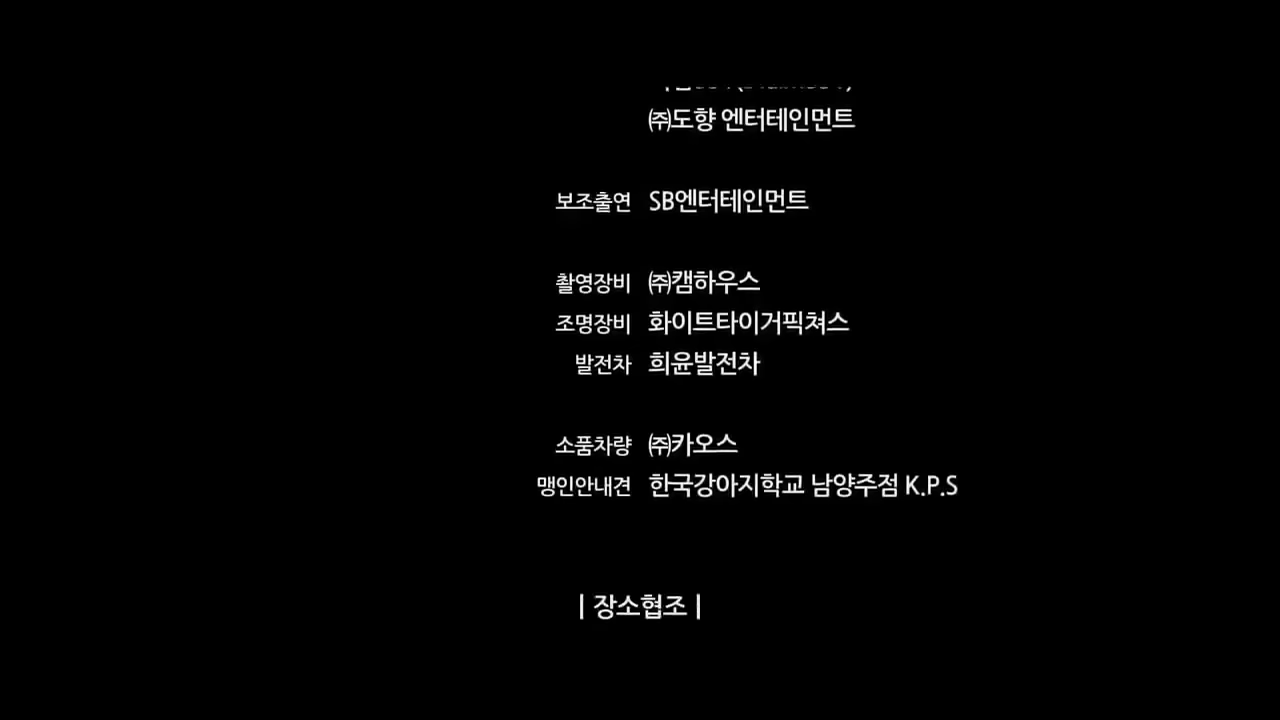 ㈜도향 엔터테인먼트
보조출연 SB엔터테인먼트
촬영장비 ㈜캠하우스
조명장비 화이트타이거픽쳐스
발전차 희윤발전차
소품차량 ㈜카오스
맹인안내견 한국강아지학교 남양주점 K.P.S
| 장소협조 |